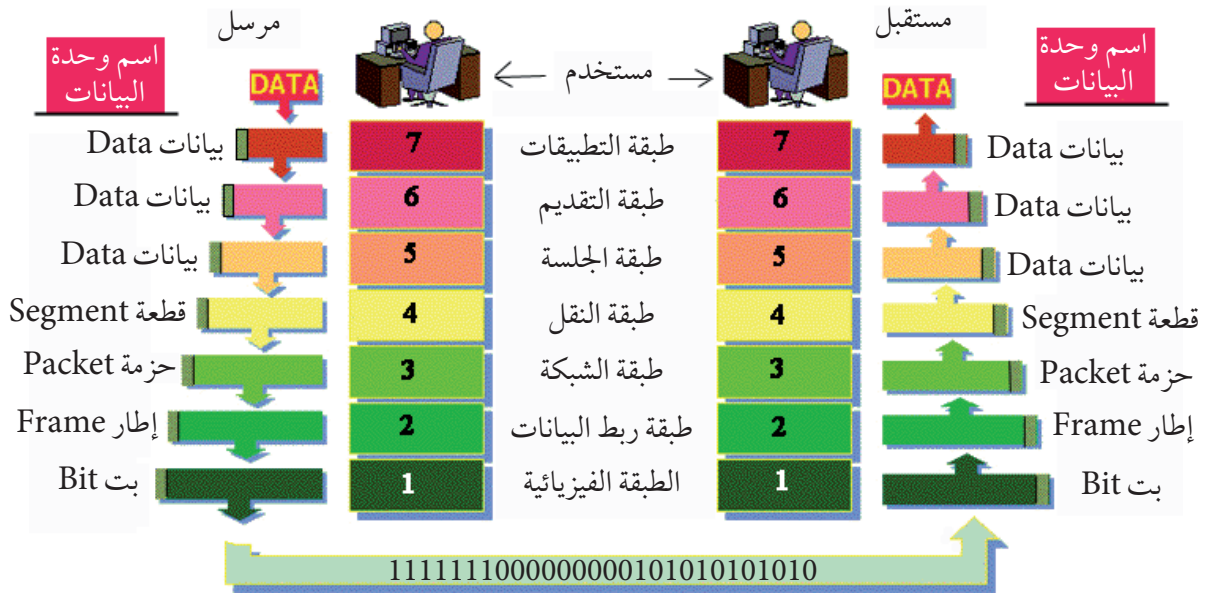 مستقبل
مرسل
اسم وحدة
البيانات
DATA
مستخدم
DATA
اسم وحدة
البيانات
بيانات Data
7
طبقة التطبيقات
7
بيانات Data
بيانات Data
6
طبقة التقديم
6
بيانات Data
بيانات Data
5
طبقة الجلسة
5
بيانات Data
قطعة Segment
4
طبقة النقل
4
قطعة Segment
حزمة Packet
3
طبقة الشبكة
3
حزمة Packet
إطار Frame
2
طبقة ربط البيانات
2
إطار Frame
بت Bit
1
الطبقة الفيزيائية
1
بت Bit
1111111000000000101010101010